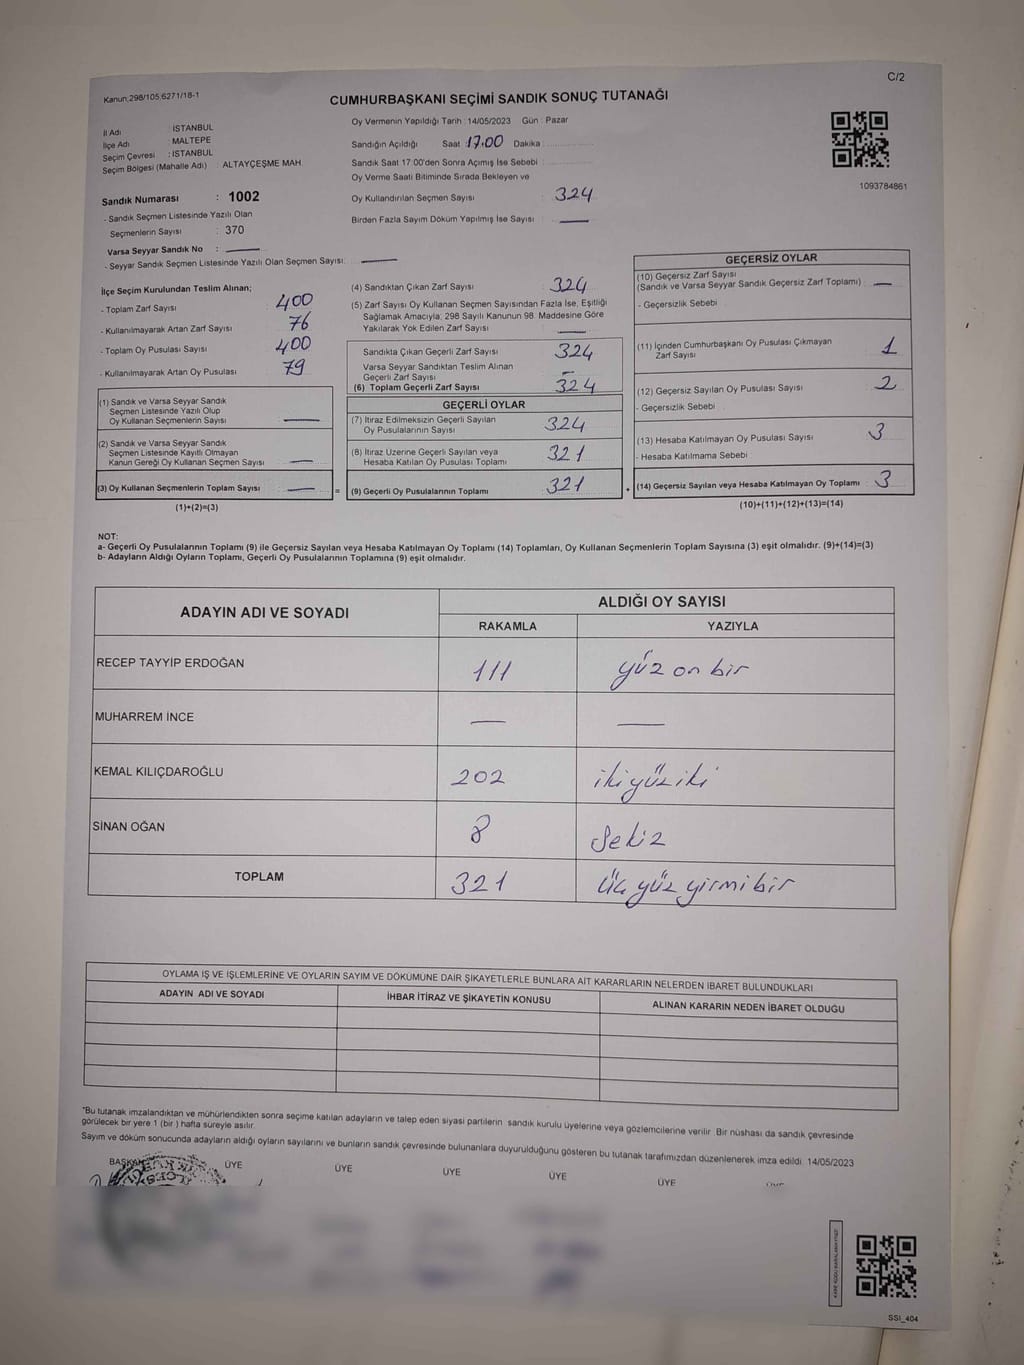 Kanun,298/105,6271/18-1
C/2
CUMHURBAŞKANI SEÇİMİ SANDIK SONUÇ TUTANAĞI
İl Adı : İSTANBUL
İlçe Adı : MALTEPE
Seçim Çevresi : İSTANBUL
Seçim Bölgesi (Mahalle Adı) : ALTAYÇEŞME MAH.
Oy Vermenin Yapıldığı Tarih : 14/05/2023 Gün : Pazar
Sandığın Açıldığı Saat : 17:00 Dakika :
Sandık Saat 17.00'den Sonra Açımış İse Sebebi :
Oy Verme Saati Bitiminde Sırada Bekleyen ve
Oy Kullandırılan Seçmen Sayısı : 324
Birden Fazla Sayım Döküm Yapılmış İse Sayısı : —
1093784861
Sandık Numarası : 1002
- Sandık Seçmen Listesinde Yazılı Olan
Seçmenlerin Sayısı : 370
Varsa Seyyar Sandık No : —
- Seyyar Sandık Seçmen Listesinde Yazılı Olan Seçmen Sayısı: —
İlçe Seçim Kurulundan Teslim Alınan;
- Toplam Zarf Sayısı 400
- Kullanılmayarak Artan Zarf Sayısı 76
- Toplam Oy Pusulası Sayısı 400
- Kullanılmayarak Artan Oy Pusulası 79
(1) Sandık ve Varsa Seyyar Sandık
Seçmen Listesinde Yazılı Olup
Oy Kullanan Seçmenlerin Sayısı —
(2) Sandık ve Varsa Seyyar Sandık
Seçmen Listesinde Kayıtlı Olmayan
Kanun Gereği Oy Kullanan Seçmen Sayısı —
(3) Oy Kullanan Seçmenlerin Toplam Sayısı —
(1)+(2)=(3)
=
(4) Sandıktan Çıkan Zarf Sayısı : 324
(5) Zarf Sayısı Oy Kullanan Seçmen Sayısından Fazla İse, Eşitliği
Sağlamak Amacıyla, 298 Sayılı Kanunun 98. Maddesine Göre
Yakılarak Yok Edilen Zarf Sayısı —
Sandıkta Çıkan Geçerli Zarf Sayısı 324
Varsa Seyyar Sandıktan Teslim Alınan
Geçerli Zarf Sayısı —
(6) Toplam Geçerli Zarf Sayısı 324
GEÇERLİ OYLAR
(7) İtiraz Edilmeksizin Geçerli Sayılan
Oy Pusulalarının Sayısı 324
(8) İtiraz Üzerine Geçerli Sayılan veya
Hesaba Katılan Oy Pusulası Toplamı 321
(9) Geçerli Oy Pusulalarının Toplamı 321
+
GEÇERSİZ OYLAR
(10) Geçersiz Zarf Sayısı
(Sandık ve Varsa Seyyar Sandık Geçersiz Zarf Toplamı) : —
- Geçersizlik Sebebi :
(11) İçinden Cumhurbaşkanı Oy Pusulası Çıkmayan
Zarf Sayısı 1
(12) Geçersiz Sayılan Oy Pusulası Sayısı : 2
- Geçersizlik Sebebi :
(13) Hesaba Katılmayan Oy Pusulası Sayısı : 3
- Hesaba Katılmama Sebebi :
(14) Geçersiz Sayılan veya Hesaba Katılmayan Oy Toplamı : 3
(10)+(11)+(12)+(13)=(14)
NOT:
a- Geçerli Oy Pusulalarının Toplamı (9) ile Geçersiz Sayılan veya Hesaba Katılmayan Oy Toplamı (14) Toplamları, Oy Kullanan Seçmenlerin Toplam Sayısına (3) eşit olmalıdır. (9)+(14)=(3)
b- Adayların Aldığı Oyların Toplamı, Geçerli Oy Pusulalarının Toplamına (9) eşit olmalıdır.
ADAYIN ADI VE SOYADI
ALDIĞI OY SAYISI
RAKAMLA YAZIYLA
RECEP TAYYİP ERDOĞAN 111 yüz on bir
MUHARREM İNCE — —
KEMAL KILIÇDAROĞLU 202 ikiyüziki
SİNAN OĞAN 8 Sekiz
TOPLAM 321 üç yüz yirmibir
OYLAMA İŞ VE İŞLEMLERİNE VE OYLARIN SAYIM VE DÖKÜMÜNE DAİR ŞİKAYETLERLE BUNLARA AİT KARARLARIN NELERDEN İBARET BULUNDUKLARI
ADAYIN ADI VE SOYADI İHBAR İTİRAZ VE ŞİKAYETİN KONUSU ALINAN KARARIN NEDEN İBARET OLDUĞU
*Bu tutanak imzalandıktan ve mühürlendikten sonra seçime katılan adayların ve talep eden siyasi partilerin sandık kurulu üyelerine veya gözlemcilerine verilir. Bir nüshası da sandık çevresinde
görülecek bir yere 1 (bir ) hafta süreyle asılır.
Sayım ve döküm sonucunda adayların aldığı oyların sayılarını ve bunların sandık çevresinde bulunanlara duyurulduğunu gösteren bu tutanak tarafımızdan düzenlenerek imza edildi. 14/05/2023
BAŞKAN ÜYE ÜYE ÜYE ÜYE ÜYE
SSI_404